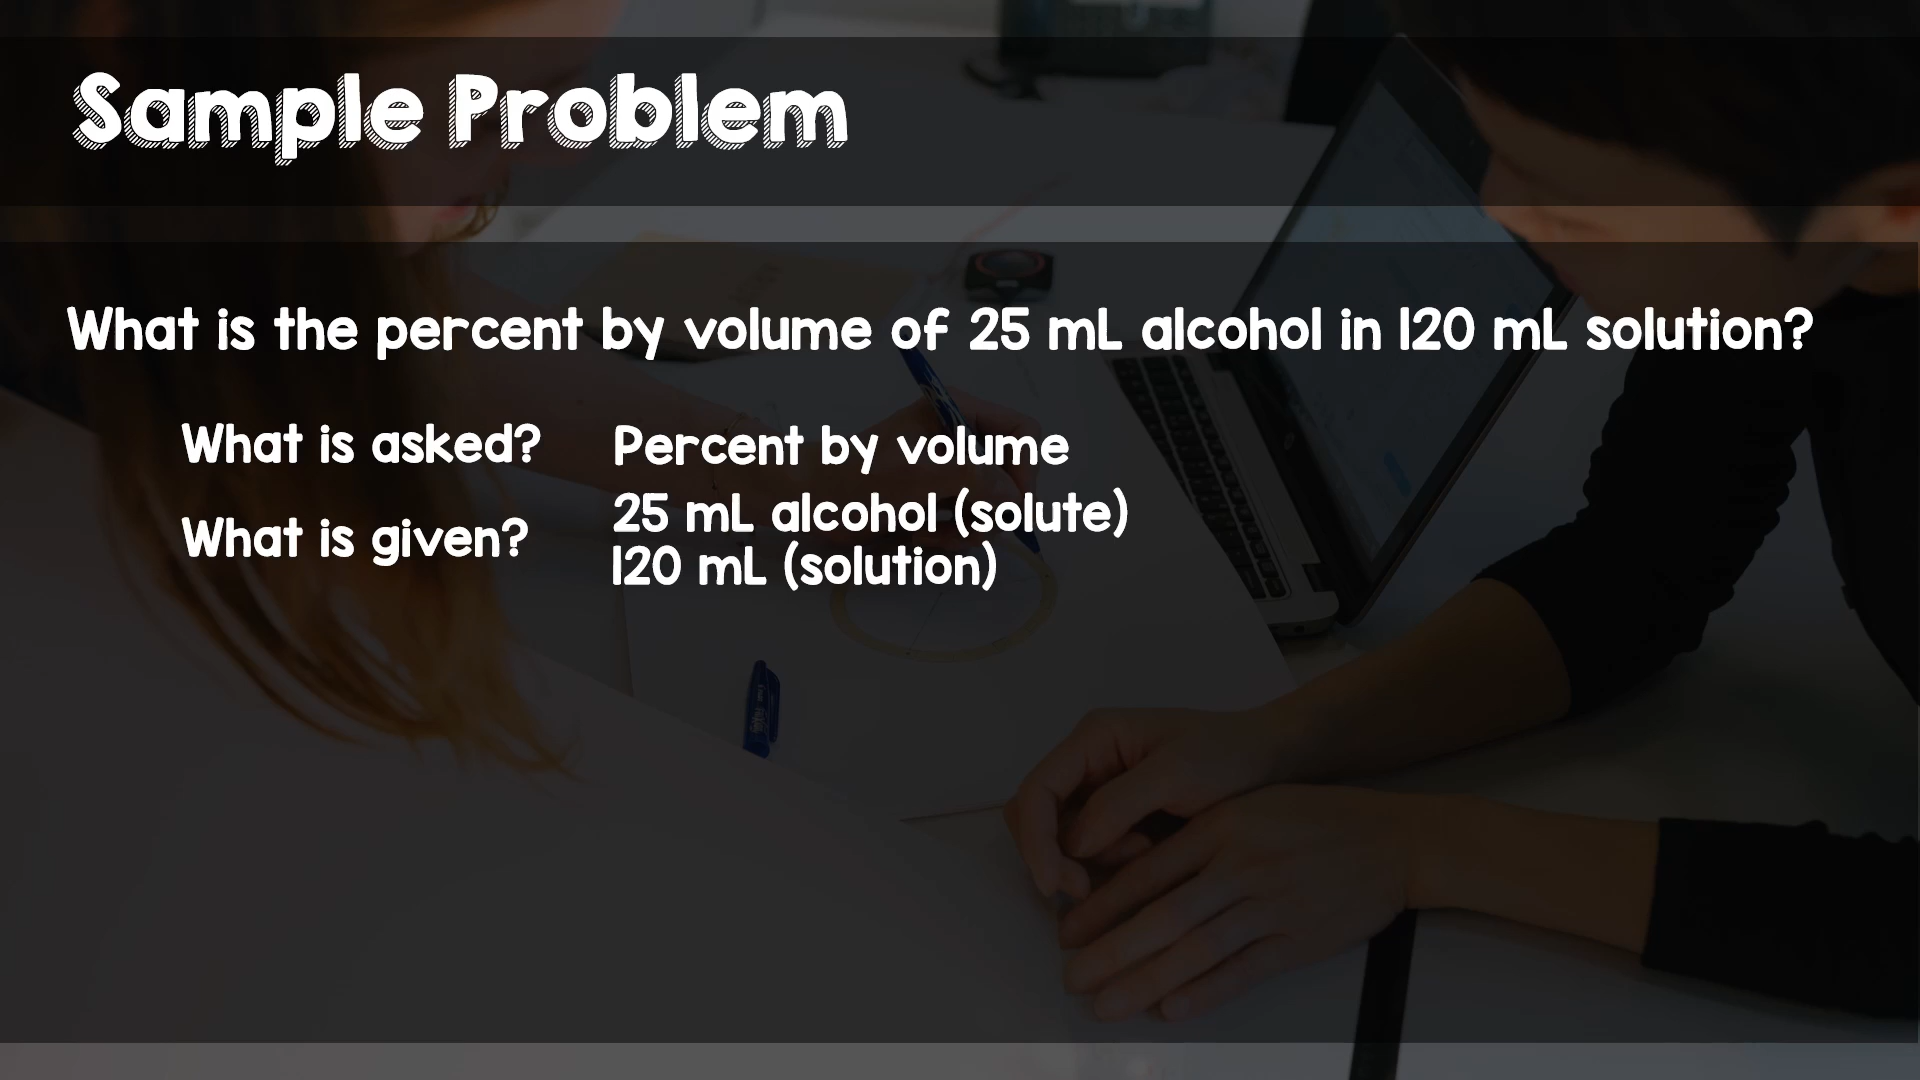 Sample Problem
What is the percent by volume of 25 mL alcohol in 120 mL solution?
What is asked?
Percent by volume
What is given?
25 mL alcohol (solute)
120 mL (solution)